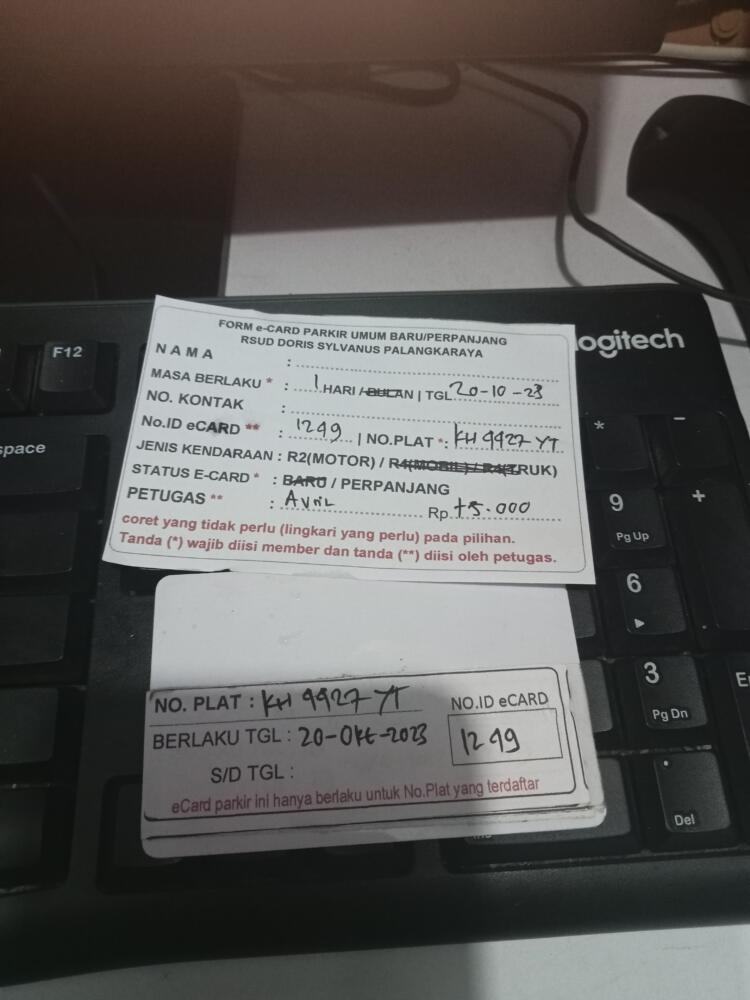 F12
logitech
space
FORM e-CARD PARKIR UMUM BARU/PERPANJANG
RSUD DORIS SYLVANUS PALANGKARAYA
NAMA :
MASA BERLAKU * : 1 HARI / BULAN | TGL 20-10-23
NO. KONTAK :
No.ID eCARD ** : 1249 | NO.PLAT * : KH 9927 YT
JENIS KENDARAAN : R2(MOTOR) / R4(MOBIL) / R4(TRUK)
STATUS E-CARD * : BARU / PERPANJANG
PETUGAS ** : Avril Rp. 75.000
coret yang tidak perlu (lingkari yang perlu) pada pilihan.
Tanda (*) wajib diisi member dan tanda (**) diisi oleh petugas.
NO. PLAT : KH 9927 YT
NO.ID eCARD
BERLAKU TGL : 20-Okt-2023
1249
S/D TGL :
eCard parkir ini hanya berlaku untuk No.Plat yang terdaftar
*
-
9
Pg Up
+
6
3
Pg Dn
.
Del